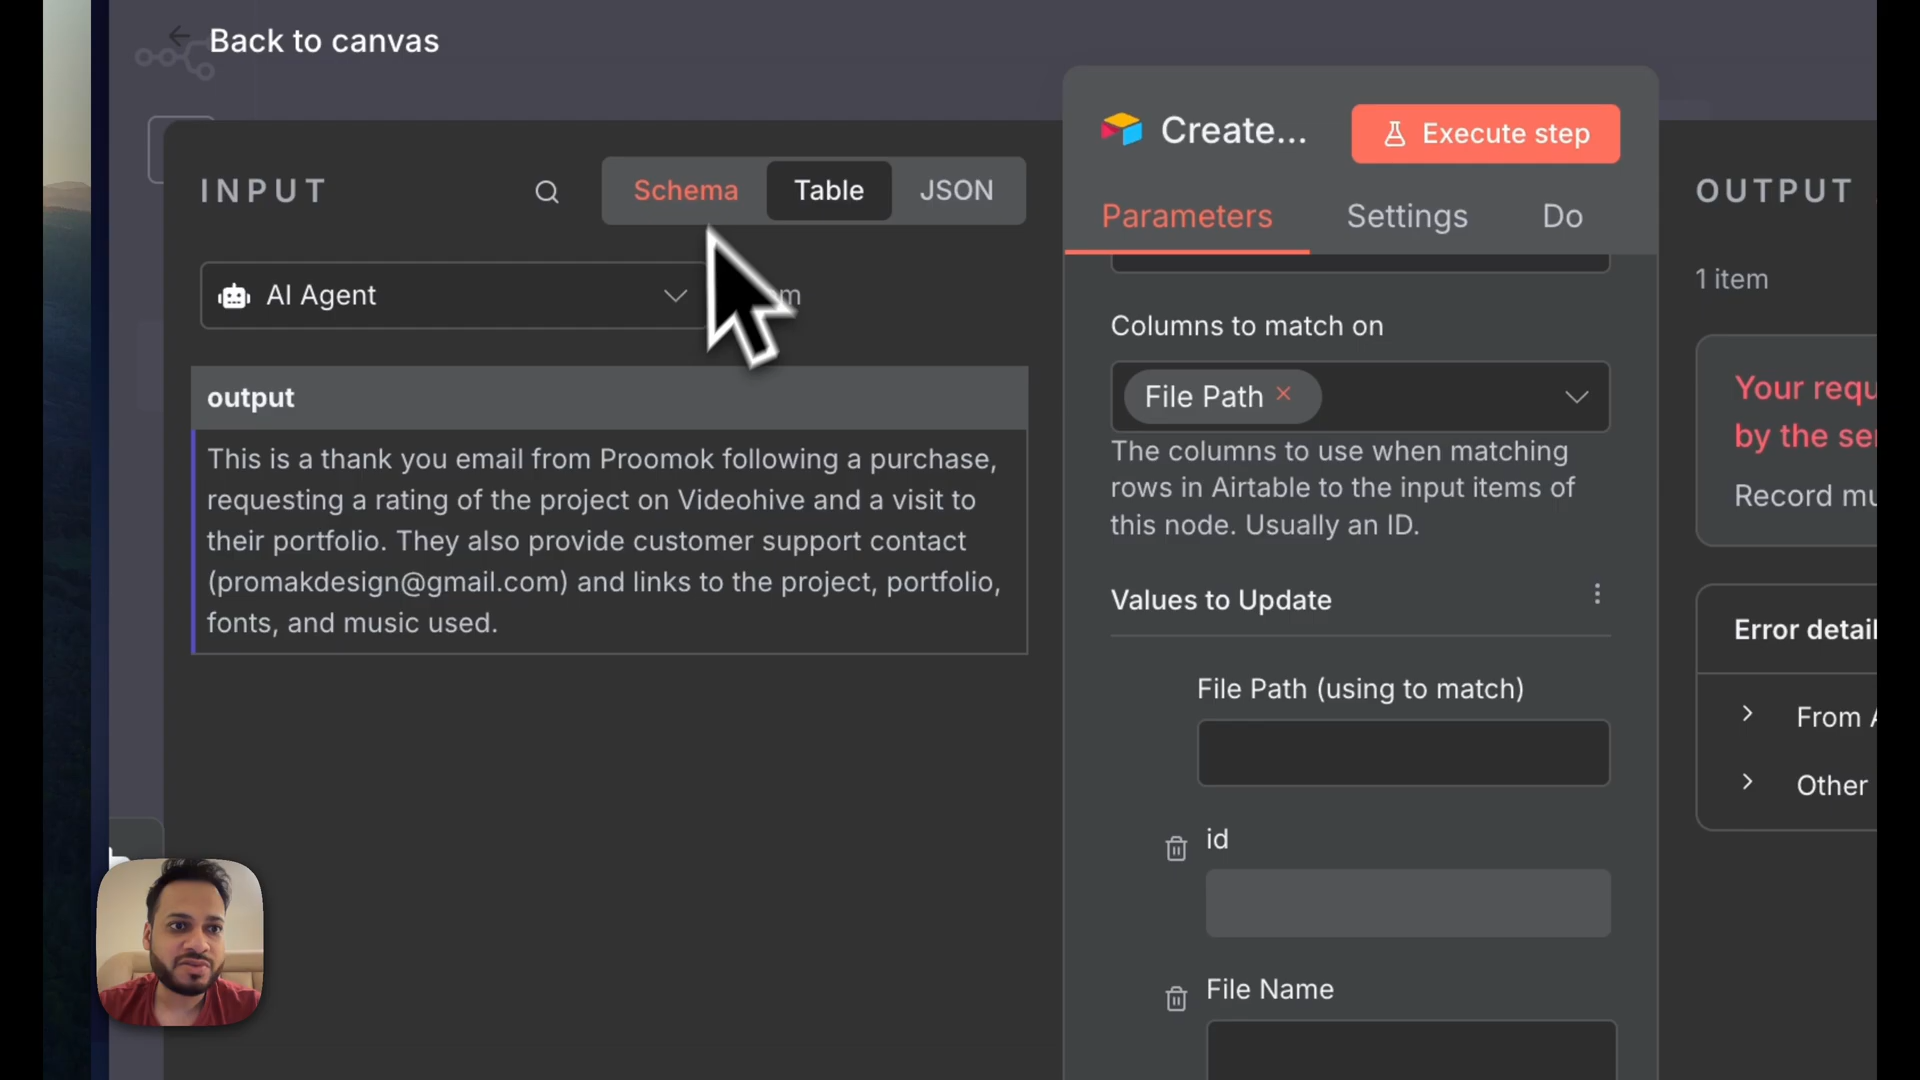 Back to canvas
INPUT
Schema
Table
JSON
AI Agent
output
This is a thank you email from Proomok following a purchase,
requesting a rating of the project on Videohive and a visit to
their portfolio. They also provide customer support contact
(promakdesign@gmail.com) and links to the project, portfolio,
fonts, and music used.
Create...
Execute step
Parameters
Settings
Do
Columns to match on
File Path
The columns to use when matching
rows in Airtable to the input items of
this node. Usually an ID.
Values to Update
File Path (using to match)
id
File Name
OUTPUT
1 item
Your requ
by the se
Record mu
Error detail
From A
Other